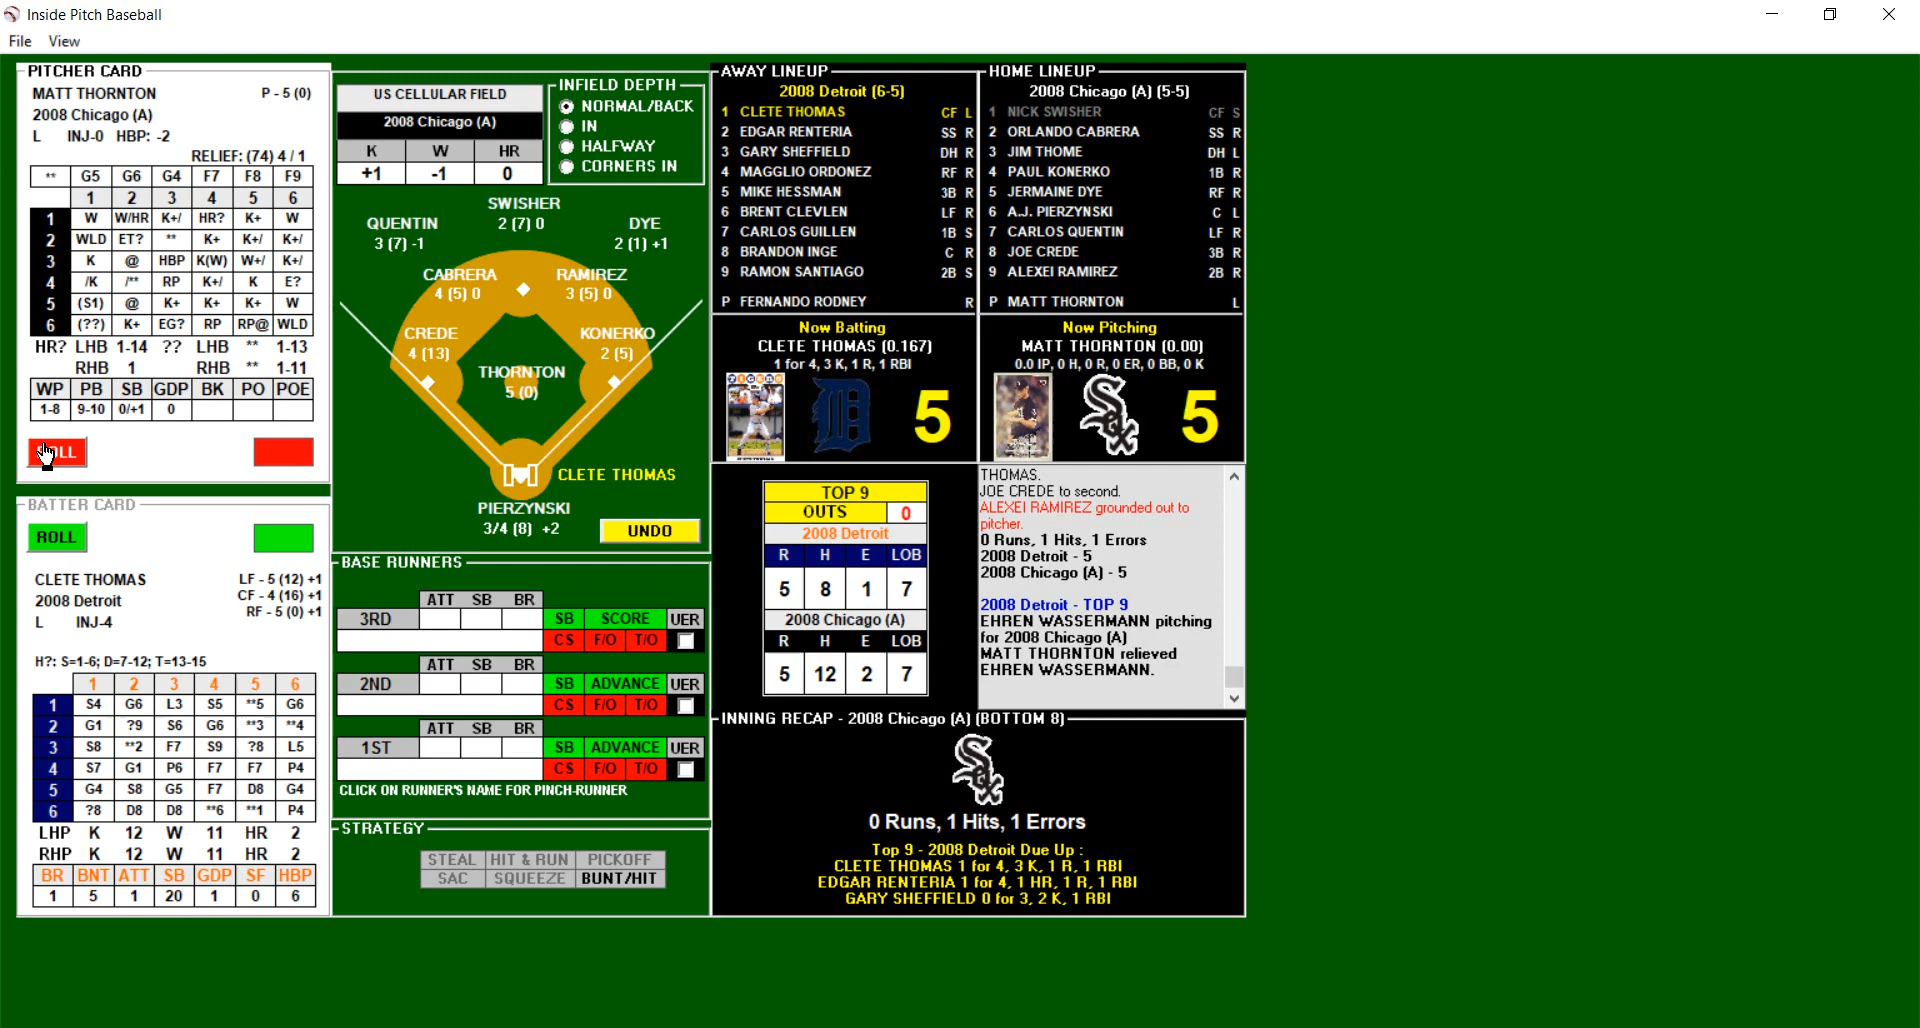 Inside Pitch Baseball
File View
PITCHER CARD
MATT THORNTON P - 5 (0)
2008 Chicago (A)
L INJ-0 HBP: -2
RELIEF: (74) 4 / 1
** G5 G6 G4 F7 F8 F9
1 2 3 4 5 6
1 W W/HR K+/ HR? K+ W
2 WLD ET? ** K+ K+/ K+/
3 K @ HBP K(W) W+/ K+/
4 /K /** RP K+/ K E?
5 (S1) @ K+ K+ K+ W
6 (??) K+ EG? RP RP@ WLD
HR? LHB 1-14 ?? LHB ** 1-13
RHB 1 RHB ** 1-11
WP PB SB GDP BK PO POE
1-8 9-10 0/+1 0
BATTER CARD
ROLL
CLETE THOMAS LF - 5 (12) +1
2008 Detroit CF - 4 (16) +1
L INJ-4 RF - 5 (0) +1
H?: S=1-6; D=7-12; T=13-15
1 2 3 4 5 6
1 S4 G6 L3 S5 **5 G6
2 G1 ?9 S6 G6 **3 **4
3 S8 **2 F7 S9 ?8 L5
4 S7 G1 P6 F7 F7 P4
5 G4 S8 G5 F7 D8 G4
6 ?8 D8 D8 **6 **1 P4
LHP K 12 W 11 HR 2
RHP K 12 W 11 HR 2
BR BNT ATT SB GDP SF HBP
1 5 1 20 1 0 6
US CELLULAR FIELD
2008 Chicago (A)
K W HR
+1 -1 0
INFIELD DEPTH
NORMAL/BACK
IN
HALFWAY
CORNERS IN
SWISHER
2 (7) 0
QUENTIN
3 (7) -1
DYE
2 (1) +1
CABRERA
4 (5) 0
RAMIREZ
3 (5) 0
CREDE
4 (13)
KONERKO
2 (5)
THORNTON
5 (0)
CLETE THOMAS
PIERZYNSKI
3/4 (8) +2
UNDO
BASE RUNNERS
ATT SB BR
3RD SB SCORE UER
CS F/O T/O
ATT SB BR
2ND SB ADVANCE UER
CS F/O T/O
ATT SB BR
1ST SB ADVANCE UER
CS F/O T/O
CLICK ON RUNNER'S NAME FOR PINCH-RUNNER
STRATEGY
STEAL HIT & RUN PICKOFF
SAC SQUEEZE BUNT/HIT
AWAY LINEUP
2008 Detroit (6-5)
1 CLETE THOMAS CF L
2 EDGAR RENTERIA SS R
3 GARY SHEFFIELD DH R
4 MAGGLIO ORDONEZ RF R
5 MIKE HESSMAN 3B R
6 BRENT CLEVLEN LF R
7 CARLOS GUILLEN 1B S
8 BRANDON INGE C R
9 RAMON SANTIAGO 2B S
P FERNANDO RODNEY R
HOME LINEUP
2008 Chicago (A) (5-5)
1 NICK SWISHER CF S
2 ORLANDO CABRERA SS R
3 JIM THOME DH L
4 PAUL KONERKO 1B R
5 JERMAINE DYE RF R
6 A.J. PIERZYNSKI C L
7 CARLOS QUENTIN LF R
8 JOE CREDE 3B R
9 ALEXEI RAMIREZ 2B R
P MATT THORNTON L
Now Batting
CLETE THOMAS (0.167)
1 for 4, 3 K, 1 R, 1 RBI
5
Now Pitching
MATT THORNTON (0.00)
0.0 IP, 0 H, 0 R, 0 ER, 0 BB, 0 K
Sox
5
TOP 9
OUTS 0
2008 Detroit
R H E LOB
5 8 1 7
2008 Chicago (A)
R H E LOB
5 12 2 7
THOMAS.
JOE CREDE to second.
ALEXEI RAMIREZ grounded out to
pitcher.
0 Runs, 1 Hits, 1 Errors
2008 Detroit - 5
2008 Chicago (A) - 5
2008 Detroit - TOP 9
EHREN WASSERMANN pitching
for 2008 Chicago (A)
MATT THORNTON relieved
EHREN WASSERMANN.
INNING RECAP - 2008 Chicago (A) (BOTTOM 8)
Sox
0 Runs, 1 Hits, 1 Errors
Top 9 - 2008 Detroit Due Up :
CLETE THOMAS 1 for 4, 3 K, 1 R, 1 RBI
EDGAR RENTERIA 1 for 4, 1 HR, 1 R, 1 RBI
GARY SHEFFIELD 0 for 3, 2 K, 1 RBI